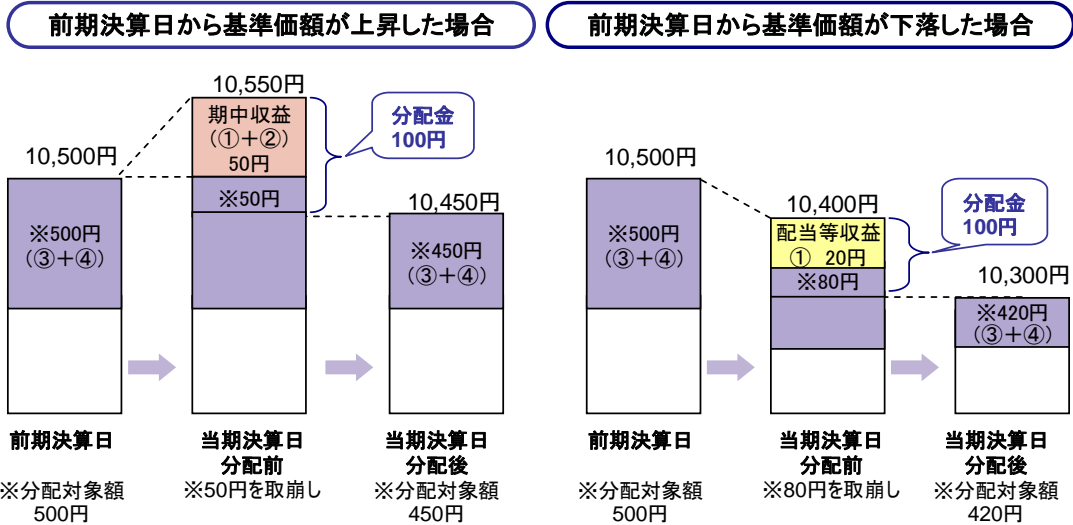 前期決算日から基準価額が上昇した場合
10,550円
期中収益
(①+②)
50円
分配金
100円
10,500円
※50円
10,450円
※500円
(③+④)
※450円
(③+④)
前期決算日
当期決算日
分配前
当期決算日
分配後
※分配対象額
500円
※50円を取崩し
※分配対象額
450円
前期決算日から基準価額が下落した場合
10,500円
10,400円
配当等収益
① 20円
分配金
100円
※500円
(③+④)
※80円
10,300円
※420円
(③+④)
前期決算日
当期決算日
分配前
当期決算日
分配後
※分配対象額
500円
※80円を取崩し
※分配対象額
420円